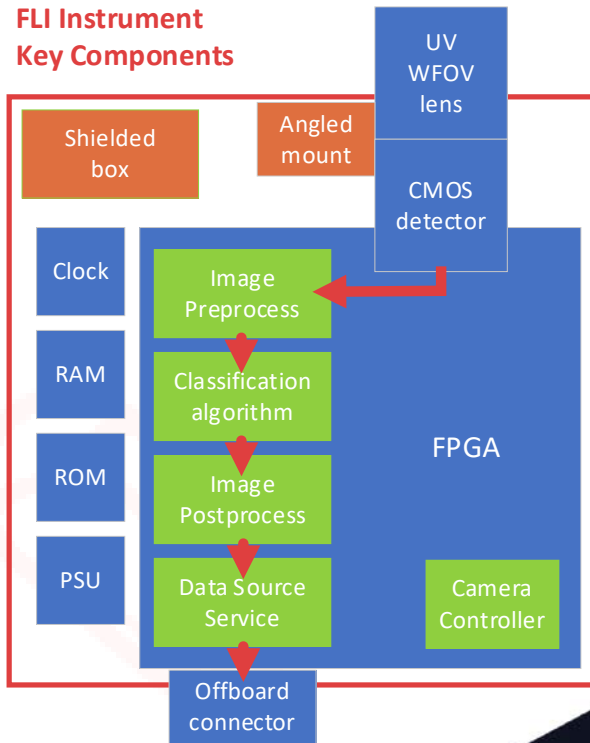 FLI Instrument
Key Components
UV
WFOV
lens
Shielded
box
Angled
mount
CMOS
detector
Clock
Image
Preprocess
RAM
Classification
algorithm
FPGA
ROM
Image
Postprocess
PSU
Data Source
Service
Camera
Controller
Offboard
connector